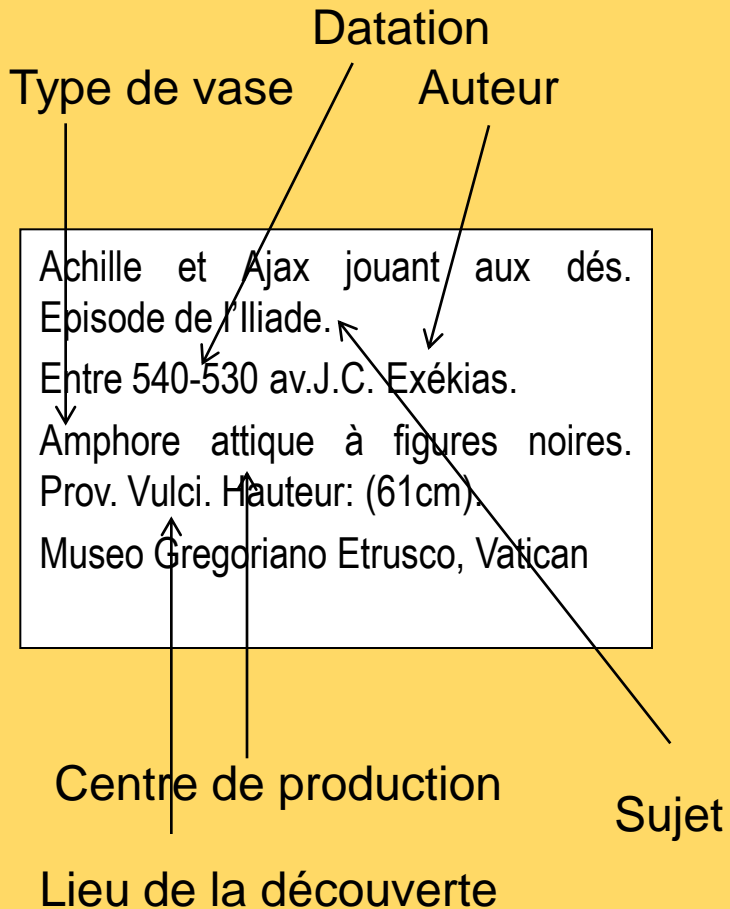 Datation
Type de vase
Auteur
Achille et Ajax jouant aux dés.
Episode de l'Iliade.
Entre 540-530 av.J.C. Exékias.
Amphore attique à figures noires.
Prov. Vulci. Hauteur: (61cm).
Museo Gregoriano Etrusco, Vatican
Centre de production
Sujet
Lieu de la découverte